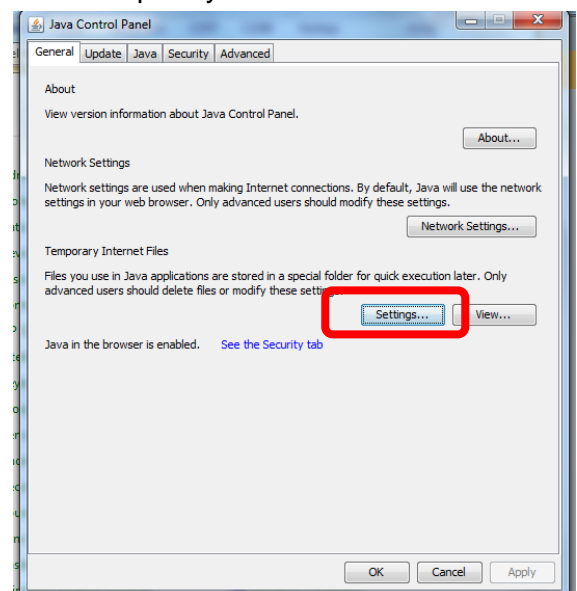 Java Control Panel
General Update Java Security Advanced
About
View version information about Java Control Panel.
About...
Network Settings
Network settings are used when making Internet connections. By default, Java will use the network
settings in your web browser. Only advanced users should modify these settings.
Network Settings...
Temporary Internet Files
Files you use in Java applications are stored in a special folder for quick execution later. Only
advanced users should delete files or modify these
Settings... View...
Java in the browser is enabled. See the Security tab
OK Cancel Apply